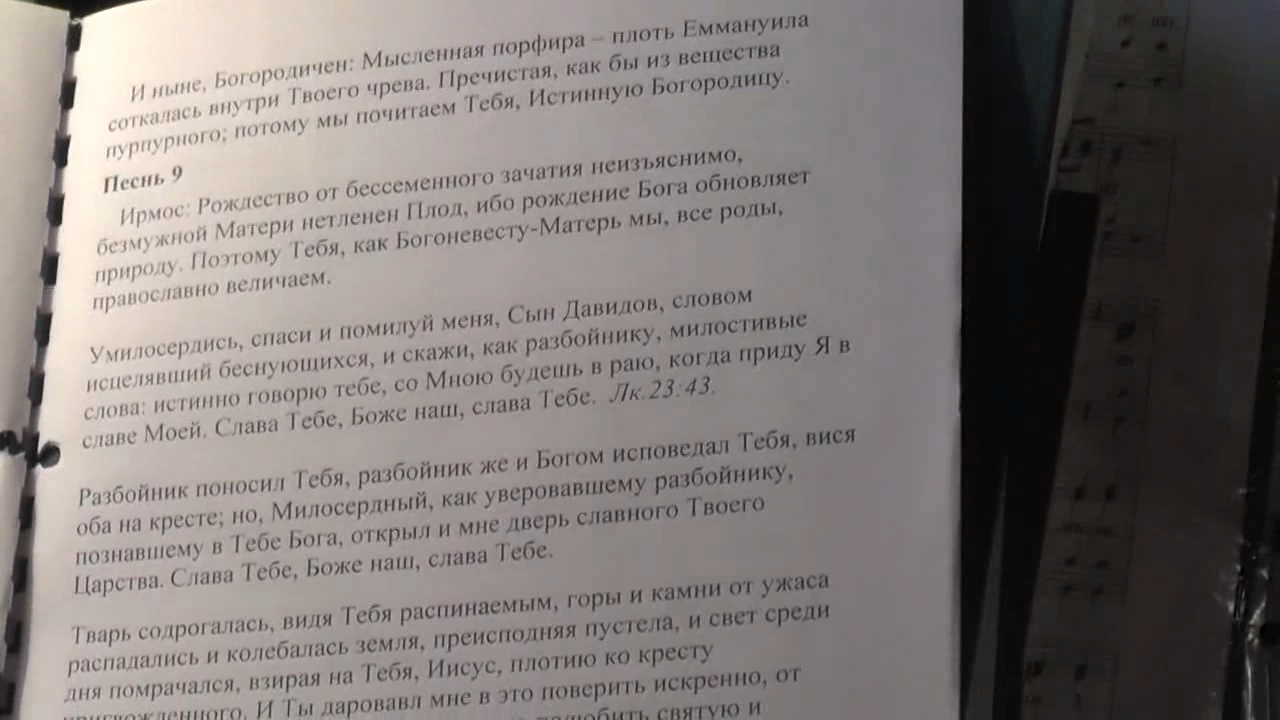 И ныне, Богородичен: Мысленная порфира – плоть Еммануила
соткалась внутри Твоего чрева. Пречистая, как бы из вещества
пурпурного; потому мы почитаем Тебя, Истинную Богородицу.
Песнь 9
Ирмос: Рождество от бессеменного зачатия неизъяснимо,
безмужной Матери нетленен Плод, ибо рождение Бога обновляет
природу. Поэтому Тебя, как Богоневесту-Матерь мы, все роды,
православно величаем.
Умилосердись, спаси и помилуй меня, Сын Давидов, словом
исцелявший беснующихся, и скажи, как разбойнику, милостивые
слова: истинно говорю тебе, со Мною будешь в раю, когда приду Я в
славе Моей. Слава Тебе, Боже наш, слава Тебе. Лк.23:43.
Разбойник поносил Тебя, разбойник же и Богом исповедал Тебя, вися
оба на кресте; но, Милосердный, как уверовавшему разбойнику,
познавшему в Тебе Бога, открыл и мне дверь славного Твоего
Царства. Слава Тебе, Боже наш, слава Тебе.
Тварь содрогалась, видя Тебя распинаемым, горы и камни от ужаса
распадались и колебалась земля, преисподняя пустела, и свет среди
дня помрачался, взирая на Тебя, Иисус, плотию ко кресту
пригвожденного. И Ты даровавл мне в это поверить искренно, от
святую и